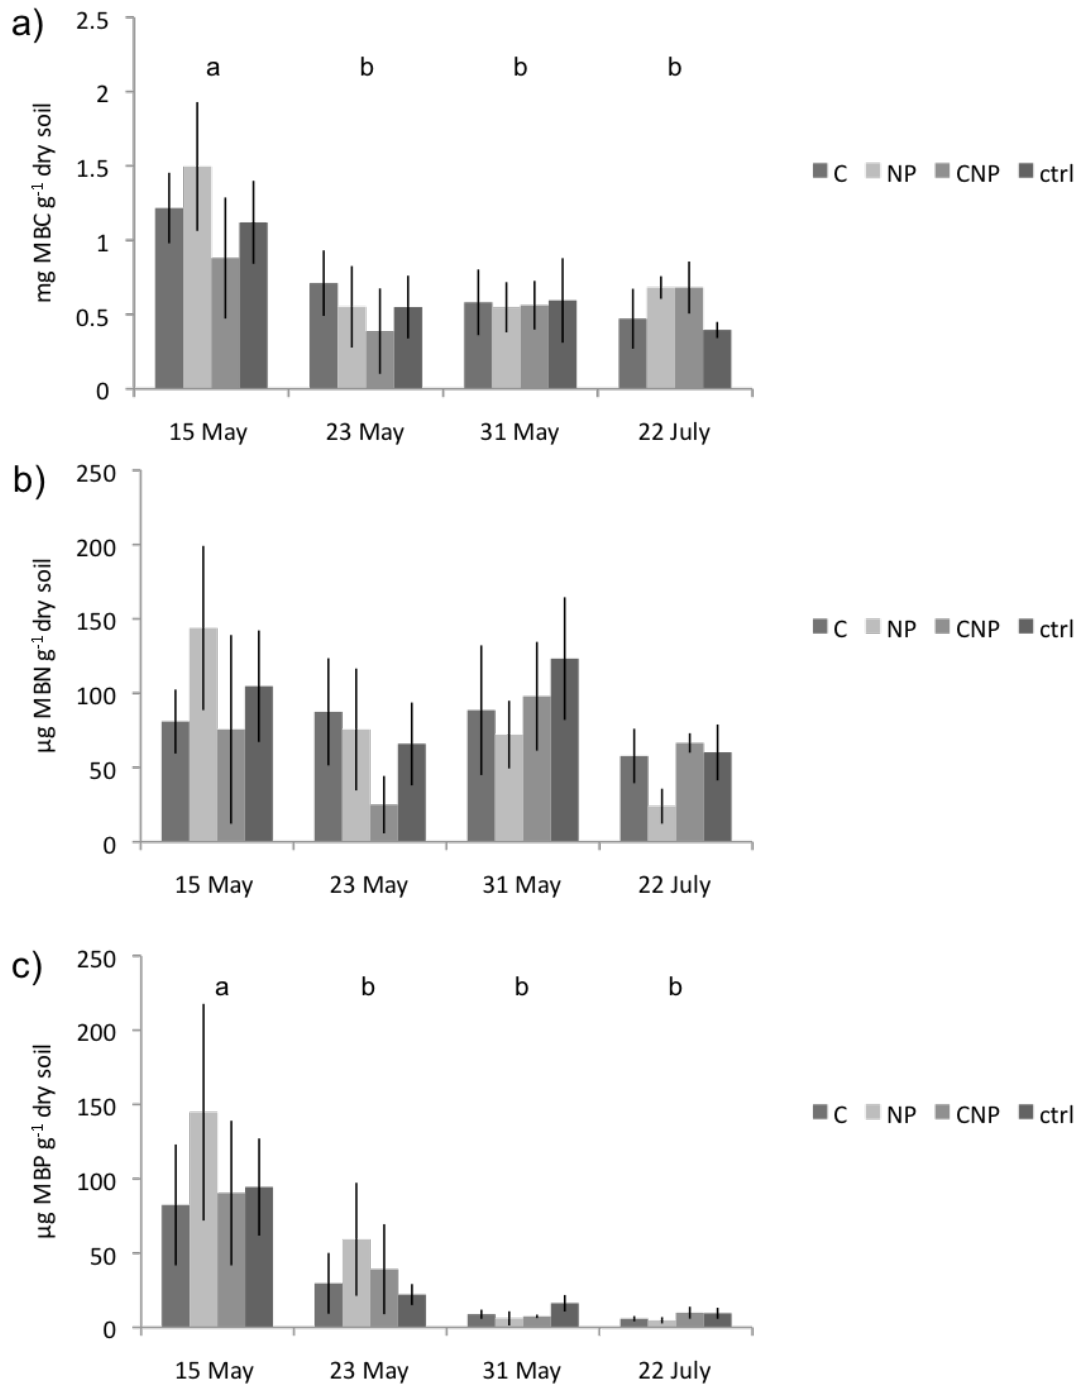 a)
2.5
2
1.5
1
0.5
0
mg MBC g-1 dry soil
a b b b
15 May 23 May 31 May 22 July
C NP CNP ctrl
b)
250
200
150
100
50
0
µg MBN g-1 dry soil
15 May 23 May 31 May 22 July
C NP CNP ctrl
c)
250
200
150
100
50
0
µg MBP g-1 dry soil
a b b b
15 May 23 May 31 May 22 July
C NP CNP ctrl